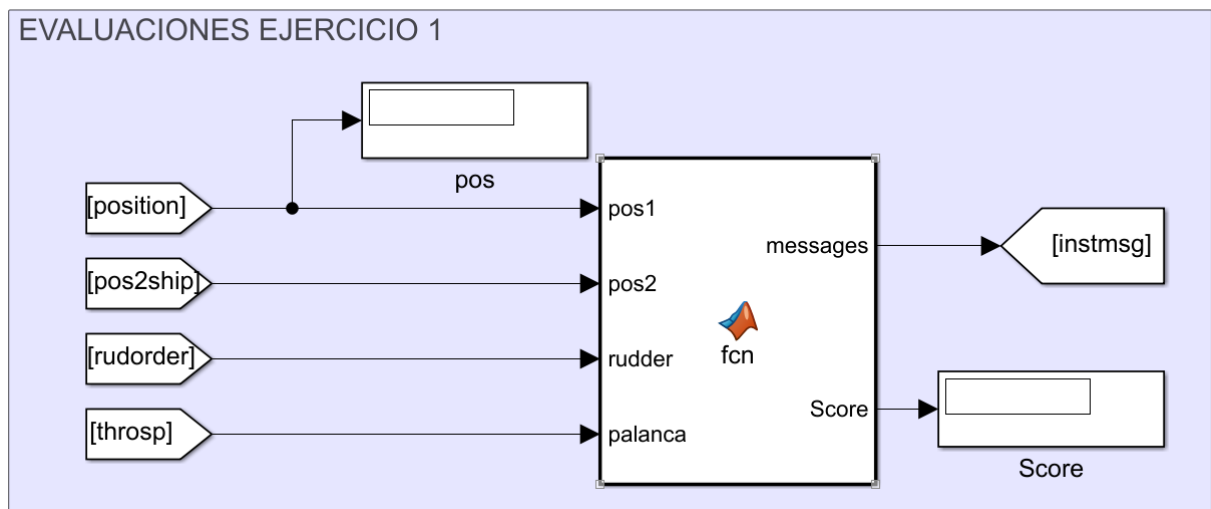 EVALUACIONES EJERCICIO 1
pos
[position]
pos1
messages
[instmsg]
[pos2ship]
pos2
fcn
[rudorder]
rudder
Score
[throsp]
palanca
Score